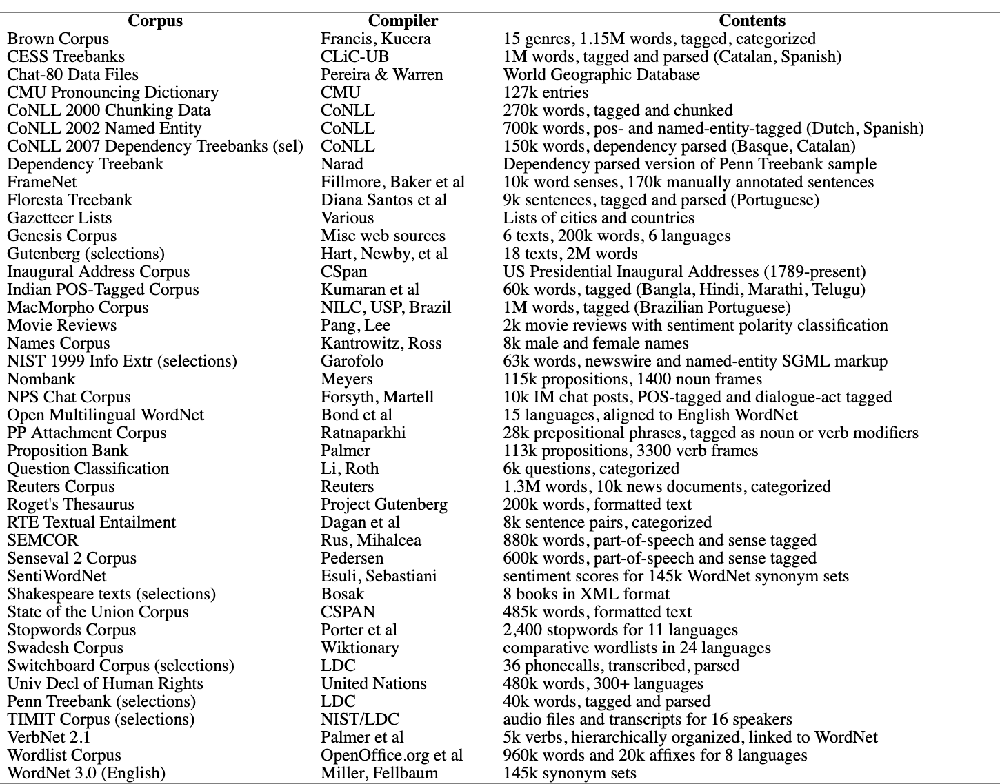 Corpus Compiler Contents
Brown Corpus Francis, Kucera 15 genres, 1.15M words, tagged, categorized
CESS Treebanks CLiC-UB 1M words, tagged and parsed (Catalan, Spanish)
Chat-80 Data Files Pereira & Warren World Geographic Database
CMU Pronouncing Dictionary CMU 127k entries
CoNLL 2000 Chunking Data CoNLL 270k words, tagged and chunked
CoNLL 2002 Named Entity CoNLL 700k words, pos- and named-entity-tagged (Dutch, Spanish)
CoNLL 2007 Dependency Treebanks (sel) CoNLL 150k words, dependency parsed (Basque, Catalan)
Dependency Treebank Narad Dependency parsed version of Penn Treebank sample
FrameNet Fillmore, Baker et al 10k word senses, 170k manually annotated sentences
Floresta Treebank Diana Santos et al 9k sentences, tagged and parsed (Portuguese)
Gazetteer Lists Various Lists of cities and countries
Genesis Corpus Misc web sources 6 texts, 200k words, 6 languages
Gutenberg (selections) Hart, Newby, et al 18 texts, 2M words
Inaugural Address Corpus CSpan US Presidential Inaugural Addresses (1789-present)
Indian POS-Tagged Corpus Kumaran et al 60k words, tagged (Bangla, Hindi, Marathi, Telugu)
MacMorpho Corpus NILC, USP, Brazil 1M words, tagged (Brazilian Portuguese)
Movie Reviews Pang, Lee 2k movie reviews with sentiment polarity classification
Names Corpus Kantrowitz, Ross 8k male and female names
NIST 1999 Info Extr (selections) Garofolo 63k words, newswire and named-entity SGML markup
Nombank Meyers 115k propositions, 1400 noun frames
NPS Chat Corpus Forsyth, Martell 10k IM chat posts, POS-tagged and dialogue-act tagged
Open Multilingual WordNet Bond et al 15 languages, aligned to English WordNet
PP Attachment Corpus Ratnaparkhi 28k prepositional phrases, tagged as noun or verb modifiers
Proposition Bank Palmer 113k propositions, 3300 verb frames
Question Classification Li, Roth 6k questions, categorized
Reuters Corpus Reuters 1.3M words, 10k news documents, categorized
Roget's Thesaurus Project Gutenberg 200k words, formatted text
RTE Textual Entailment Dagan et al 8k sentence pairs, categorized
SEMCOR Rus, Mihalcea 880k words, part-of-speech and sense tagged
Senseval 2 Corpus Pedersen 600k words, part-of-speech and sense tagged
SentiWordNet Esuli, Sebastiani sentiment scores for 145k WordNet synonym sets
Shakespeare texts (selections) Bosak 8 books in XML format
State of the Union Corpus CSPAN 485k words, formatted text
Stopwords Corpus Porter et al 2,400 stopwords for 11 languages
Swadesh Corpus Wiktionary comparative wordlists in 24 languages
Switchboard Corpus (selections) LDC 36 phonecalls, transcribed, parsed
Univ Decl of Human Rights United Nations 480k words, 300+ languages
Penn Treebank (selections) LDC 40k words, tagged and parsed
TIMIT Corpus (selections) NIST/LDC audio files and transcripts for 16 speakers
VerbNet 2.1 Palmer et al 5k verbs, hierarchically organized, linked to WordNet
Wordlist Corpus OpenOffice.org et al 960k words and 20k affixes for 8 languages
WordNet 3.0 (English) Miller, Fellbaum 145k synonym sets